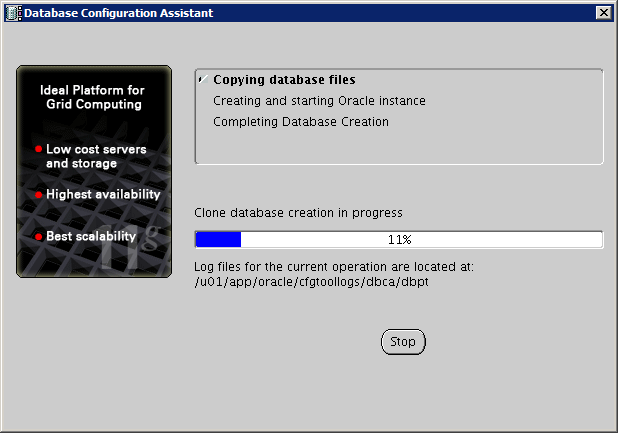 Database Configuration Assistant
Ideal Platform for
Grid Computing
Low cost servers
and storage
Highest availability
Best scalability
11g
Copying database files
Creating and starting Oracle instance
Completing Database Creation
Clone database creation in progress
11%
Log files for the current operation are located at:
/u01/app/oracle/cfgtoollogs/dbca/dbpt
Stop